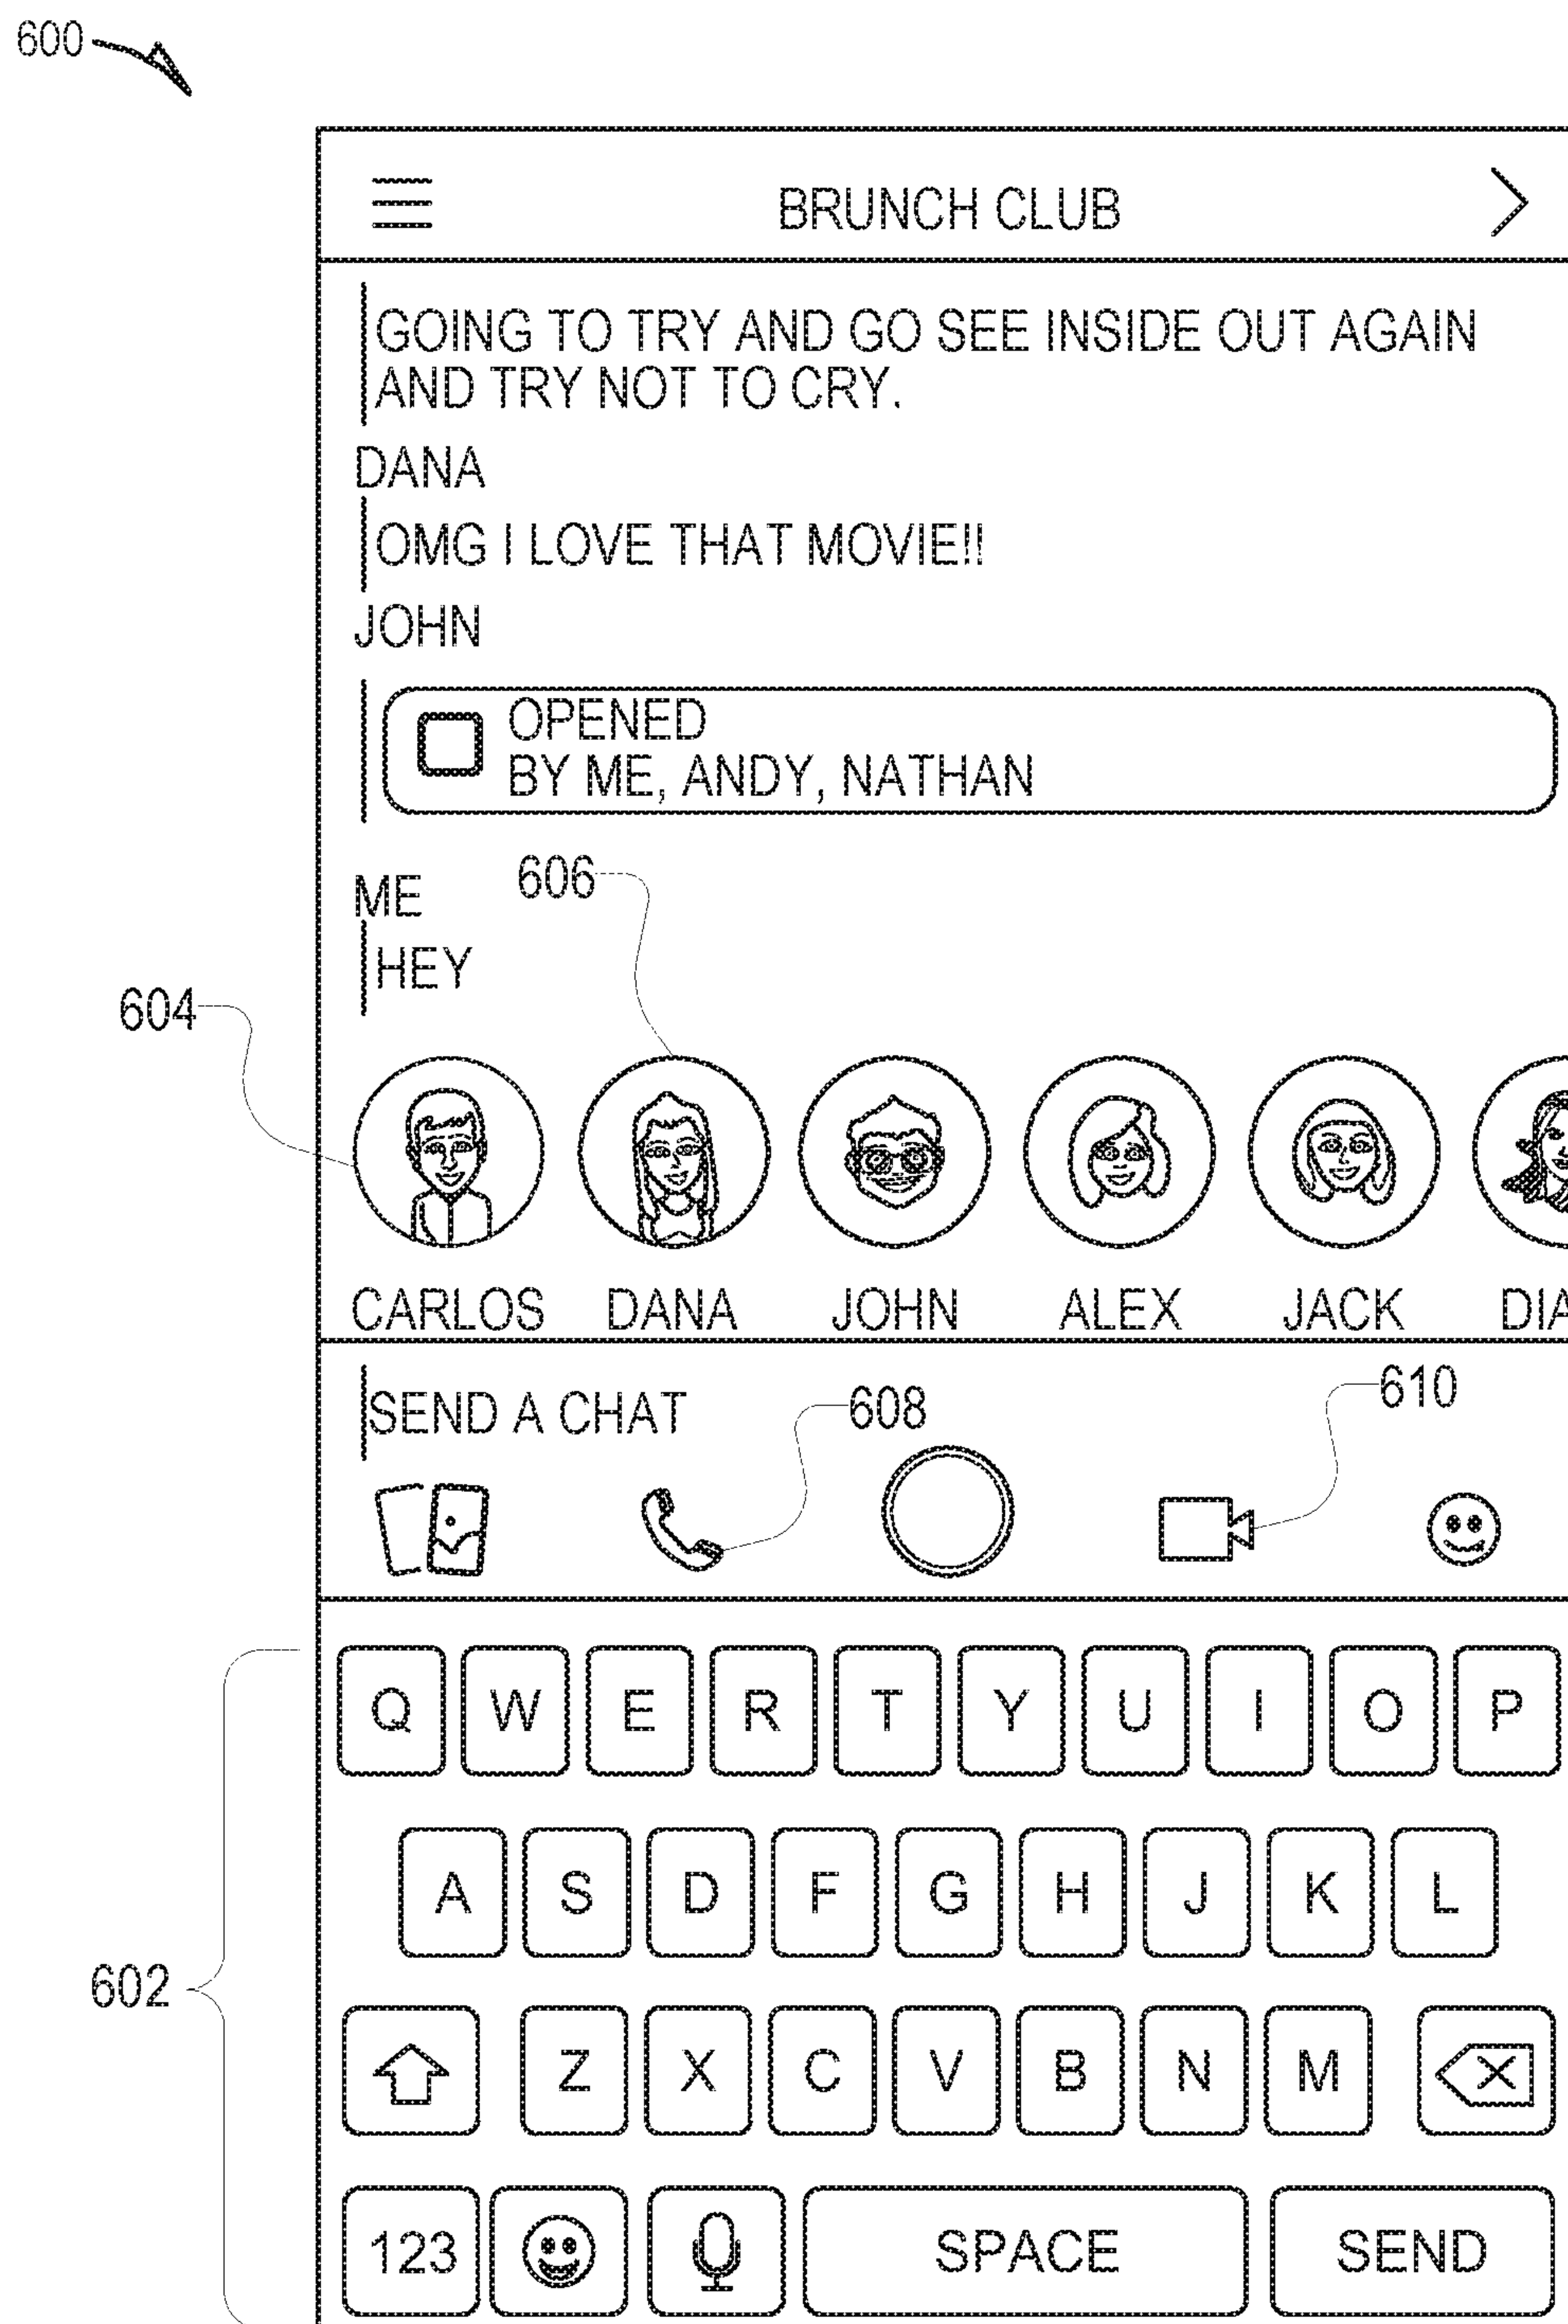 600
BRUNCH CLUB
GOING TO TRY AND GO SEE INSIDE OUT AGAIN
AND TRY NOT TO CRY.
DANA
OMG I LOVE THAT MOVIE!!
JOHN
OPENED
BY ME, ANDY, NATHAN
606
ME
HEY
604
CARLOS DANA JOHN ALEX JACK DIA
SEND A CHAT 608 610
Q W E R T Y U I O P
A S D F G H J K L
602
Z X C V B N M
123 SPACE SEND